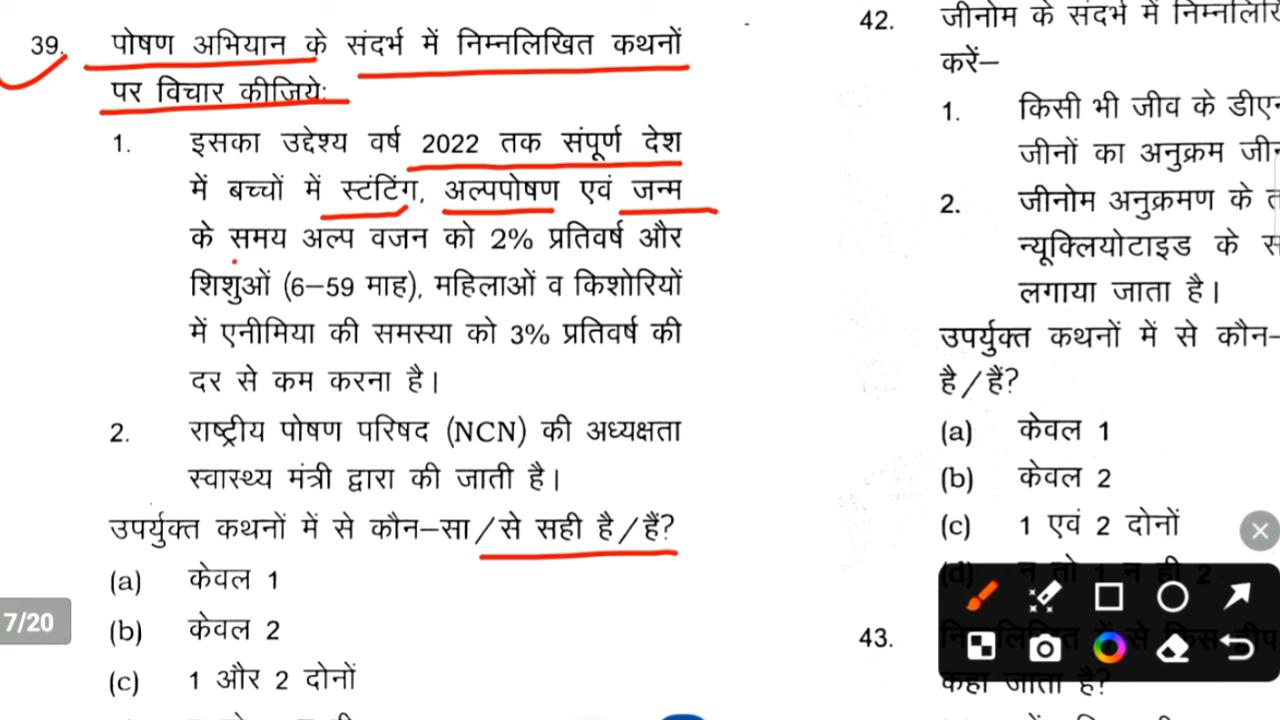 39. पोषण अभियान के संदर्भ में निम्नलिखित कथनों
पर विचार कीजिये:
1. इसका उद्देश्य वर्ष 2022 तक संपूर्ण देश
में बच्चों में स्टंटिंग, अल्पपोषण एवं जन्म
के समय अल्प वजन को 2% प्रतिवर्ष और
शिशुओं (6–59 माह), महिलाओं व किशोरियों
में एनीमिया की समस्या को 3% प्रतिवर्ष की
दर से कम करना है।
2. राष्ट्रीय पोषण परिषद (NCN) की अध्यक्षता
स्वास्थ्य मंत्री द्वारा की जाती है।
उपर्युक्त कथनों में से कौन–सा/से सही है/हैं?
(a) केवल 1
(b) केवल 2
(c) 1 और 2 दोनों
7/20
42. जीनोम के संदर्भ में
करें–
1. किसी भी जीव के
जीनों का अनुक्रम
2. जीनोम अनुक्रमण के
न्यूक्लियोटाइड के
लगाया जाता है।
उपर्युक्त कथनों में से कौन–
है/हैं?
(a) केवल 1
(b) केवल 2
(c) 1 एवं 2 दोनों
(d) न तो 1 न ही 2
43.
कहा जाता है?